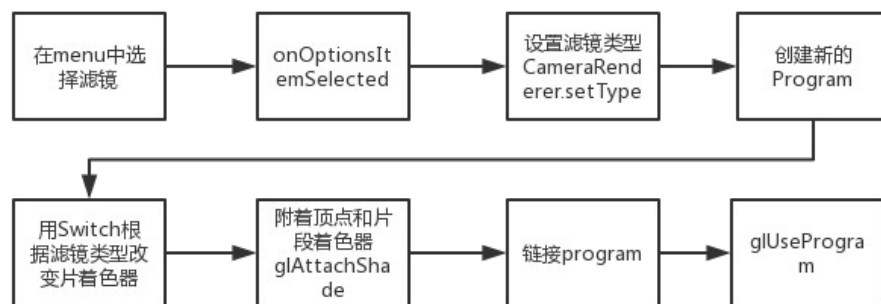 在menu中选
择滤镜
onOptionsIt
emSelected
设置滤镜类型
CameraRend
erer.setType
创建新的
Program
用Switch根
据滤镜类型改
变片着色器
附着顶点和片
段着色器
glAttachSha
de
链接program
glUseProgra
m